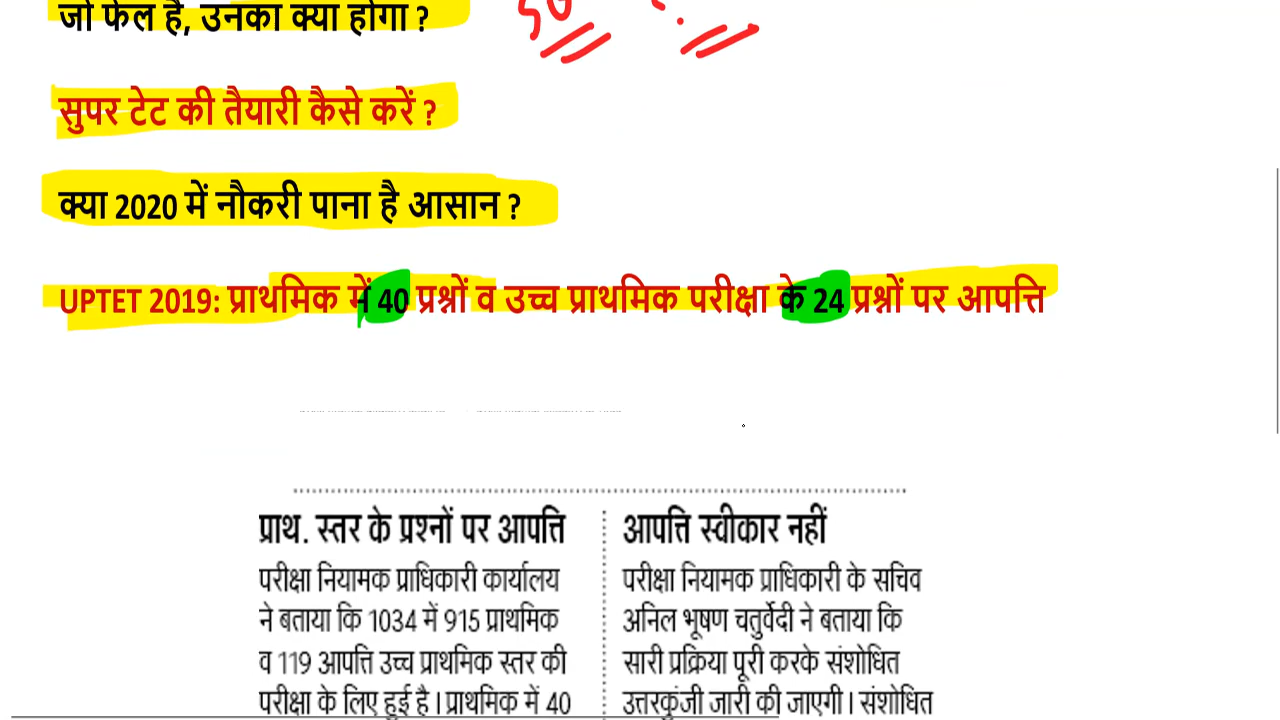 जो फेल है, उनका क्या होगा ?
सुपर टेट की तैयारी कैसे करें ?
क्या 2020 में नौकरी पाना है आसान ?
UPTET 2019: प्राथमिक में 40 प्रश्नों व उच्च प्राथमिक परीक्षा के 24 प्रश्नों पर आपत्ति
प्राथ. स्तर के प्रश्नों पर आपत्ति
परीक्षा नियामक प्राधिकारी कार्यालय
ने बताया कि 1034 में 915 प्राथमिक
व 119 आपत्ति उच्च प्राथमिक स्तर की
परीक्षा के लिए हुई है। प्राथमिक में 40
आपत्ति स्वीकार नहीं
परीक्षा नियामक प्राधिकारी के सचिव
अनिल भूषण चतुर्वेदी ने बताया कि
सारी प्रक्रिया पूरी करके संशोधित
उत्तरकुंजी जारी की जाएगी। संशोधित